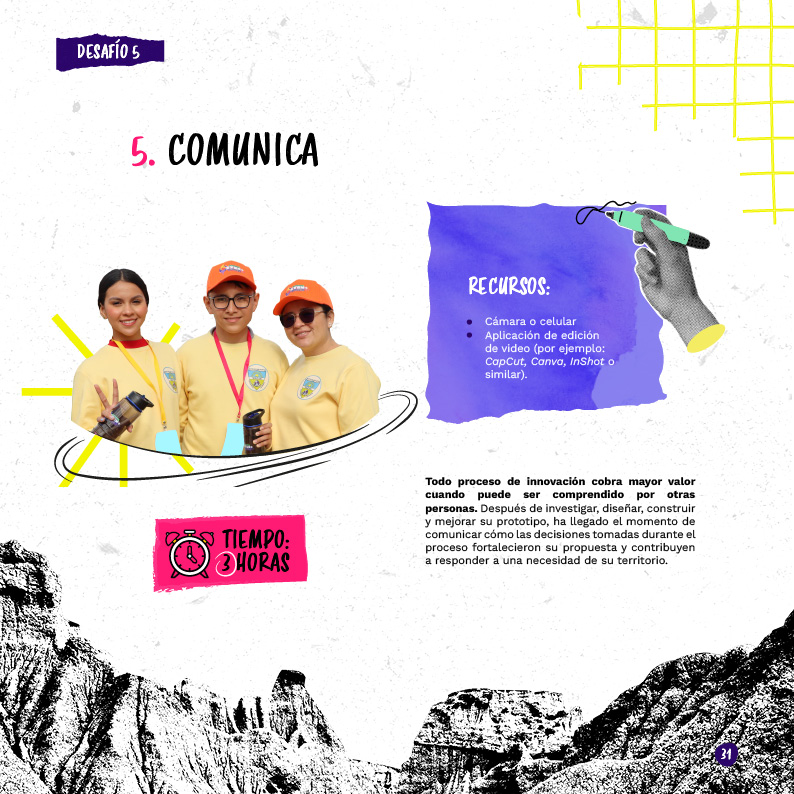 DESAFÍO 5
5. COMUNICA
RECURSOS:
Cámara o celular
Aplicación de edición
de video (por ejemplo:
CapCut, Canva, InShot o
similar).
Todo proceso de innovación cobra mayor valor
cuando puede ser comprendido por otras
personas. Después de investigar, diseñar, construir
y mejorar su prototipo, ha llegado el momento de
comunicar cómo las decisiones tomadas durante el
proceso fortalecieron su propuesta y contribuyen
a responder a una necesidad de su territorio.
TIEMPO:
3 HORAS
31